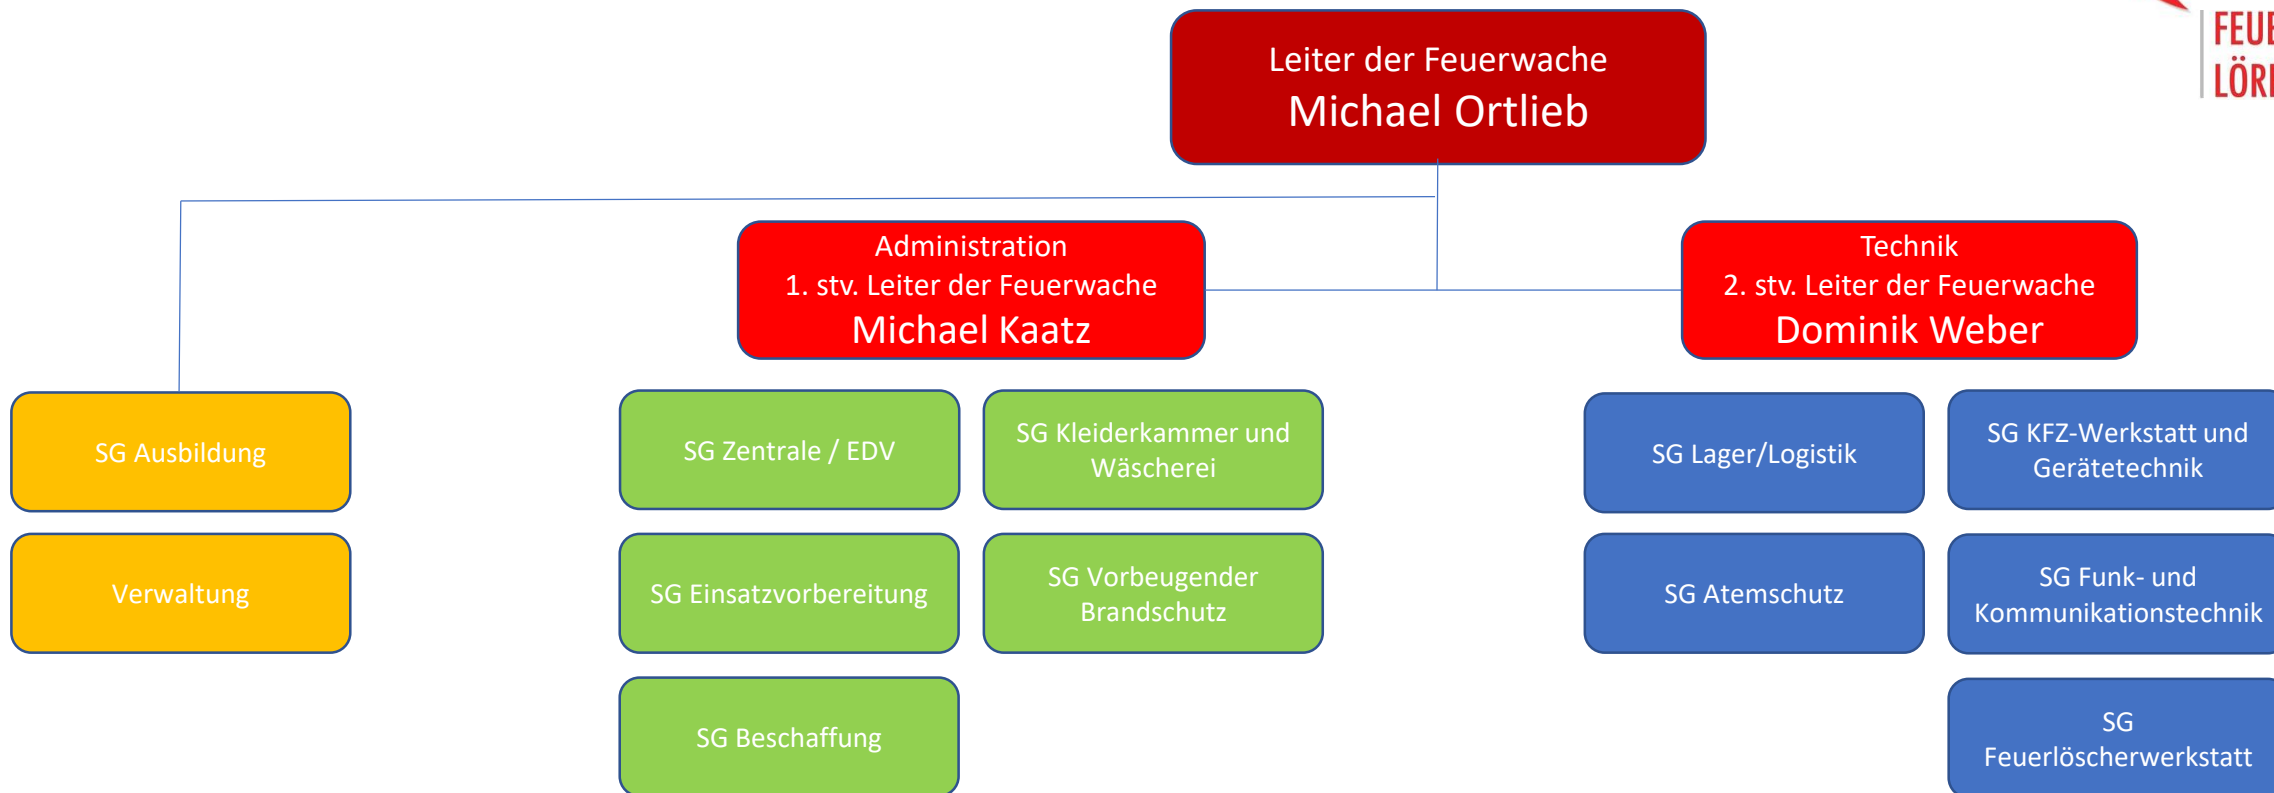 Leiter der Feuerwache
Michael Ortlieb
Administration
1. stv. Leiter der Feuerwache
Michael Kaatz
Technik
2. stv. Leiter der Feuerwache
Dominik Weber
SG Ausbildung
Verwaltung
SG Zentrale / EDV
SG Kleiderkammer und
Wäscherei
SG Einsatzvorbereitung
SG Vorbeugender
Brandschutz
SG Beschaffung
SG Lager/Logistik
SG KFZ-Werkstatt und
Gerätetechnik
SG Atemschutz
SG Funk- und
Kommunikationstechnik
SG
Feuerlöscherwerkstatt